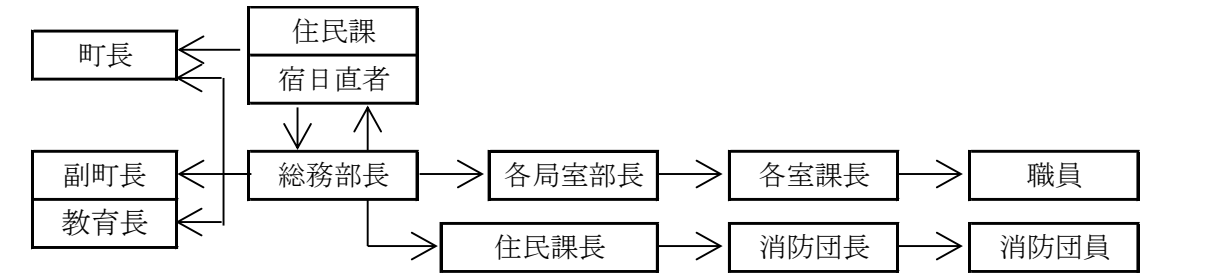 住民課
町長
宿日直者
副町長
総務部長
各局室部長
各室課長
職員
教育長
住民課長
消防団長
消防団員